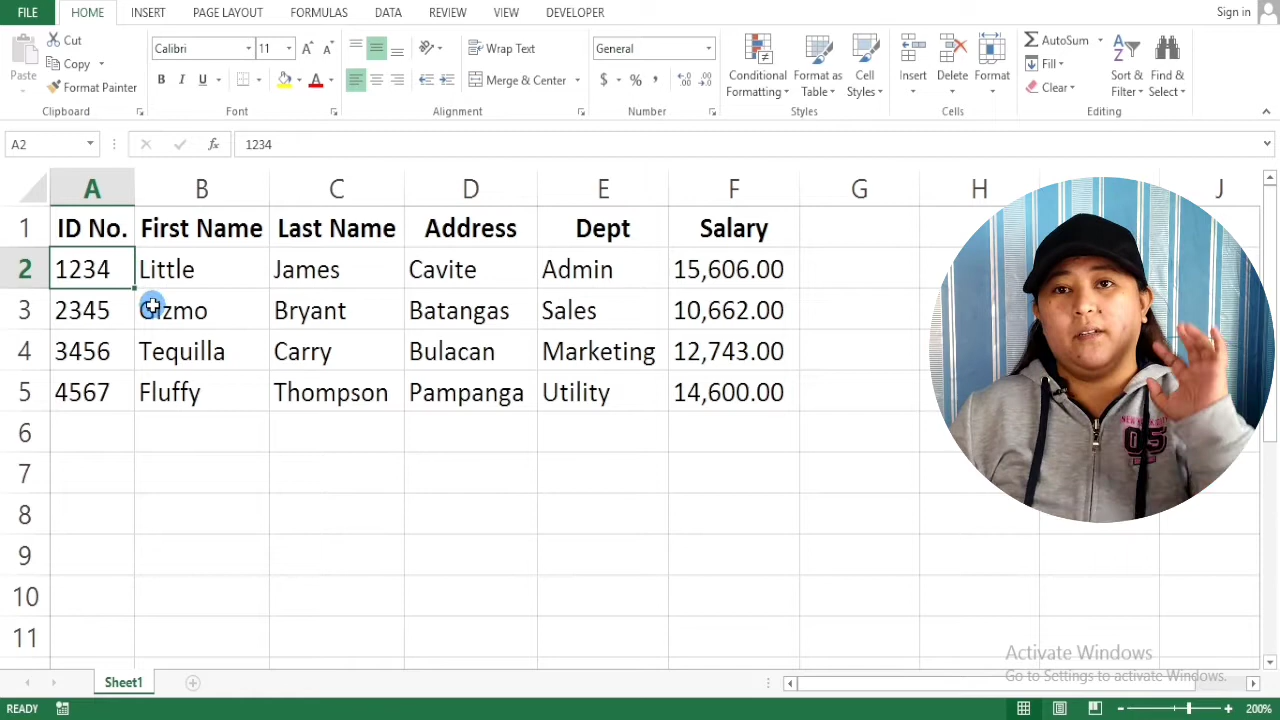 FILE HOME INSERT PAGE LAYOUT FORMULAS DATA REVIEW VIEW DEVELOPER Sign in
Paste Cut Copy Format Painter Clipboard
Calibri 11 B I U A Font
Wrap Text Merge & Center Alignment
General $ % , Number
Conditional Formatting Format as Table Cell Styles Styles
Insert Delete Format Cells
AutoSum Fill Clear Sort & Filter Find & Select Editing
A2 fx 1234
A B C D E F G H J
1 ID No. First Name Last Name Address Dept Salary
2 1234 Little James Cavite Admin 15,606.00
3 2345 Gizmo Bryant Batangas Sales 10,662.00
4 3456 Tequilla Carry Bulacan Marketing 12,743.00
5 4567 Fluffy Thompson Pampanga Utility 14,600.00
6
7
8
9
10
11
05
Activate Windows
Go to Settings to activate Windows.
Sheet1
READY 200%